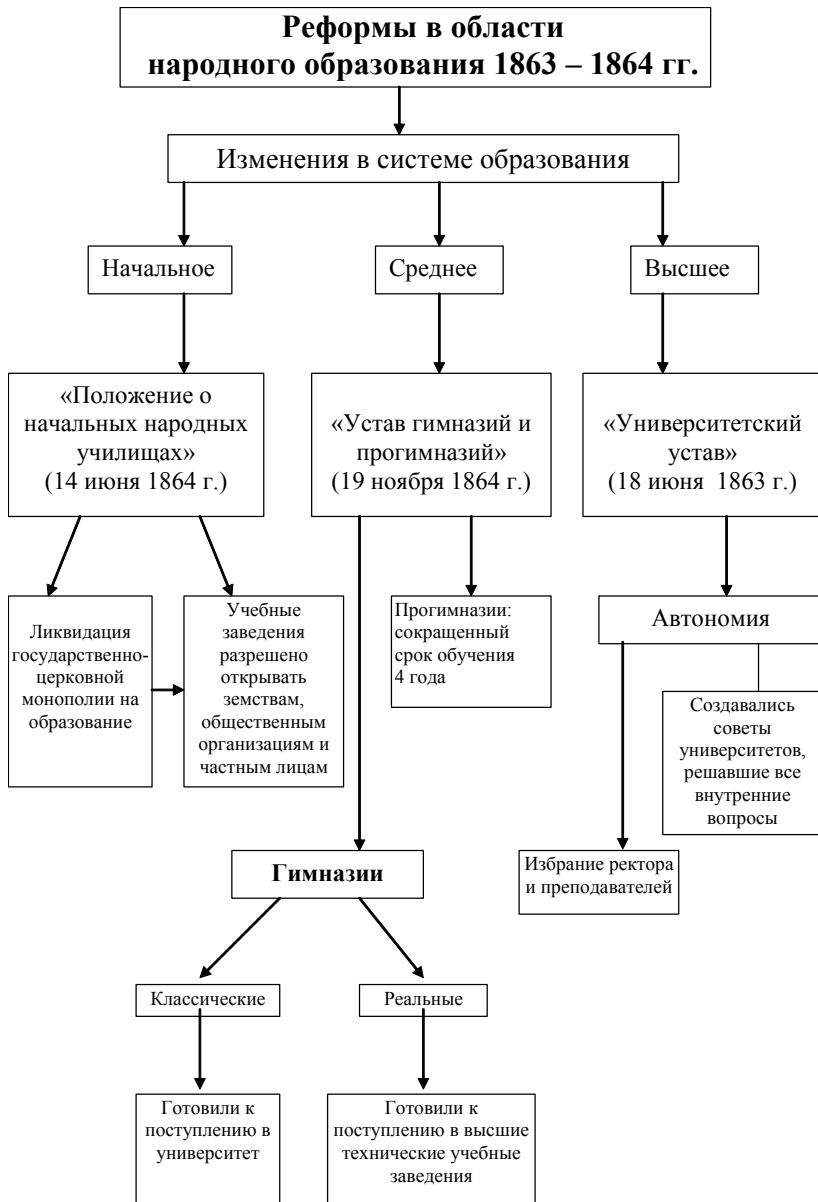 Реформы в области
народного образования 1863 – 1864 гг.
Изменения в системе образования
Начальное
Среднее
Высшее
«Положение о
начальных народных
училищах»
(14 июня 1864 г.)
«Устав гимназий и
прогимназий»
(19 ноября 1864 г.)
«Университетский
устав»
(18 июня 1863 г.)
Ликвидация
государственно-
церковной
монополии на
образование
Учебные
заведения
разрешено
открывать
земствам,
общественным
организациям и
частным лицам
Прогимназии:
сокращенный
срок обучения
4 года
Автономия
Создавались
советы
университетов,
решавшие все
внутренние
вопросы
Избрание ректора
и преподавателей
Гимназии
Классические
Реальные
Готовили к
поступлению в
университет
Готовили к
поступлению в высшие
технические учебные
заведения